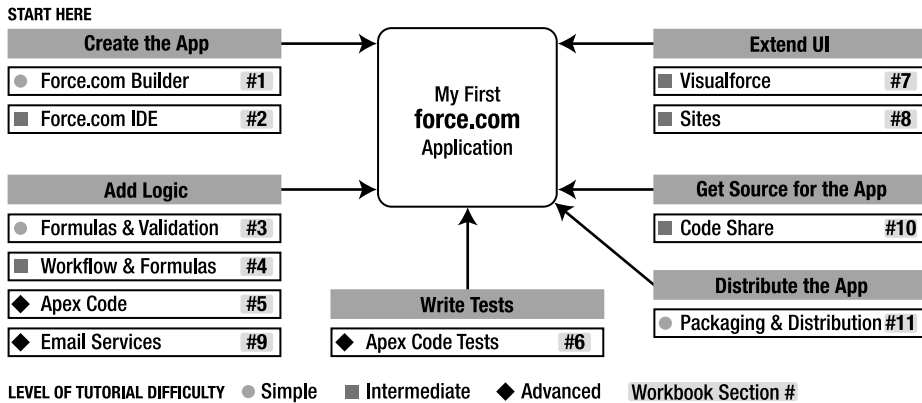 START HERE
Create the App
Force.com Builder #1
Force.com IDE #2
Add Logic
Formulas & Validation #3
Workflow & Formulas #4
Apex Code #5
Email Services #9
My First
force.com
Application
Write Tests
Apex Code Tests #6
Extend UI
Visualforce #7
Sites #8
Get Source for the App
Code Share #10
Distribute the App
Packaging & Distribution #11
LEVEL OF TUTORIAL DIFFICULTY Simple Intermediate Advanced Workbook Section #